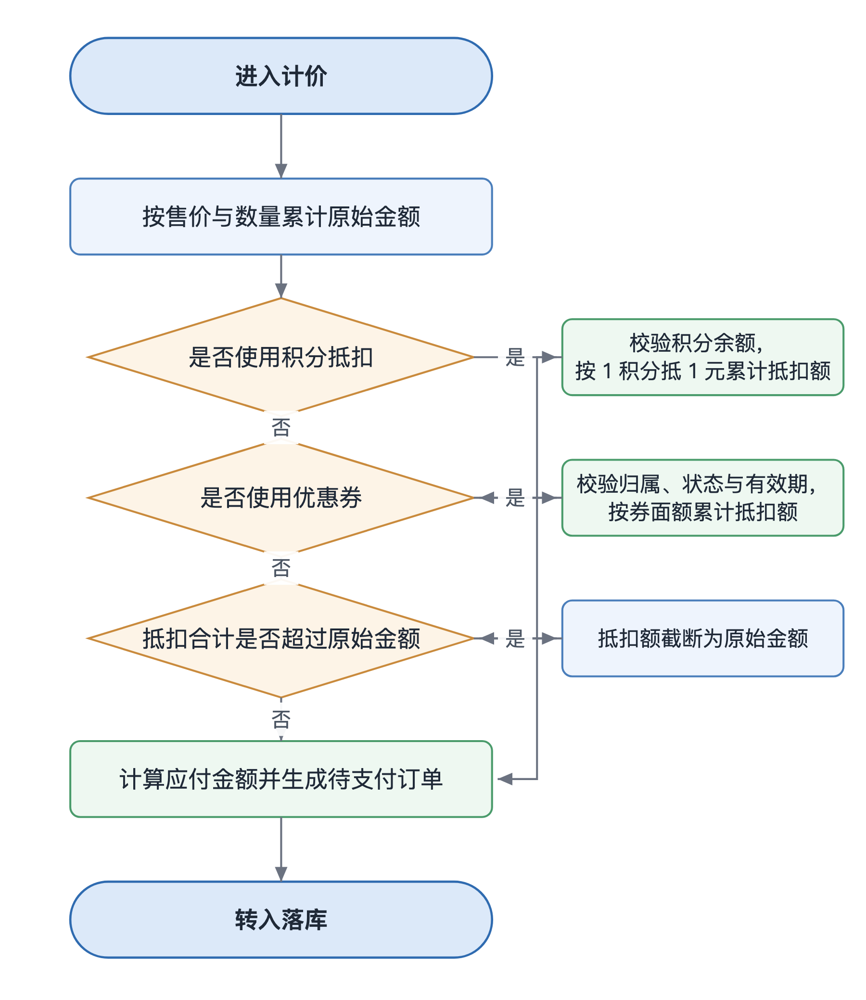 进入计价
按售价与数量累计原始金额
是否使用积分抵扣
是
校验积分余额，
按 1 积分抵 1 元累计抵扣额
否
是否使用优惠券
是
校验归属、状态与有效期，
按券面额累计抵扣额
否
抵扣合计是否超过原始金额
是
抵扣额截断为原始金额
否
计算应付金额并生成待支付订单
转入落库